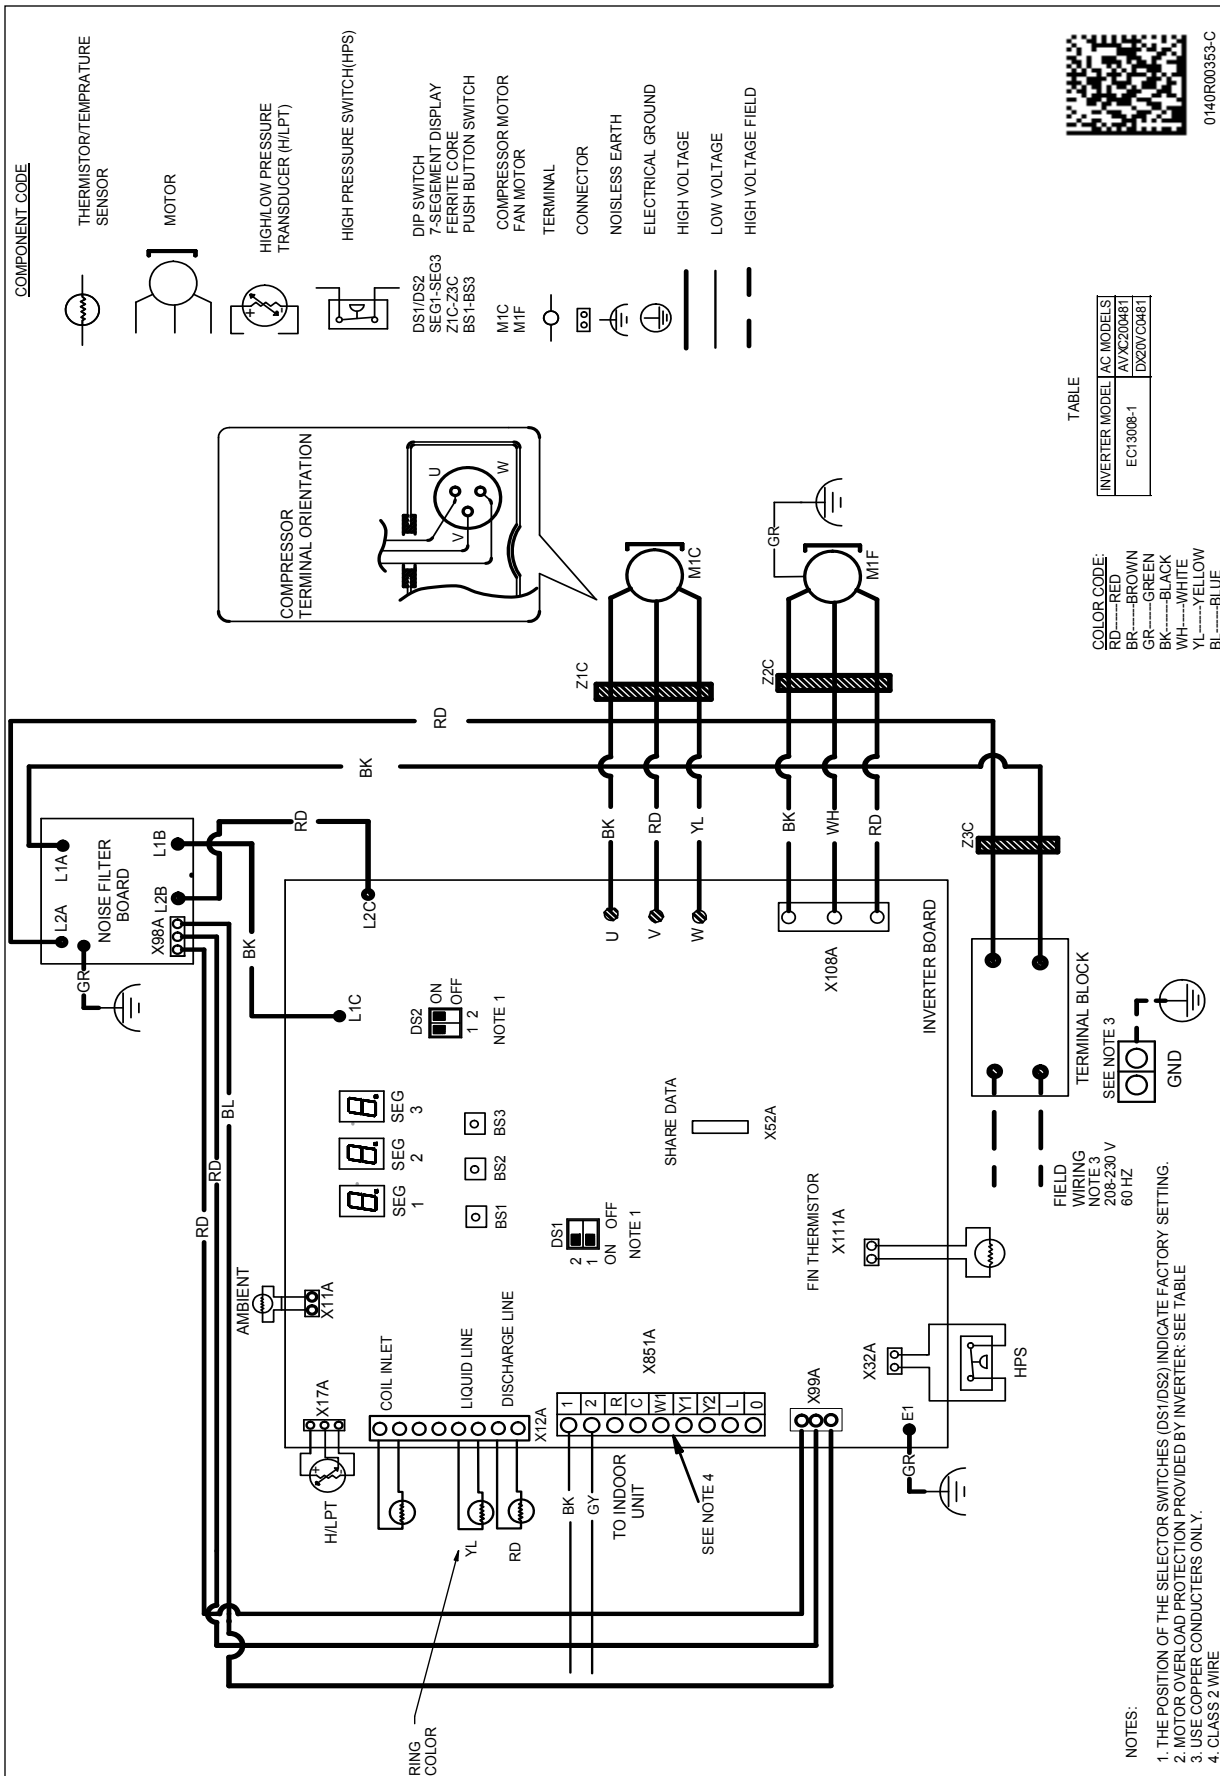 COMPONENT CODE
THERMISTOR/TEMPRATURE
SENSOR
MOTOR
HIGH/LOW PRESSURE
TRANSDUCER (H/LPT)
HIGH PRESSURE SWITCH(HPS)
DS1/DS2 DIP SWITCH
SEG1-SEG3 7-SEGEMENT DISPLAY
Z1C-Z3C FERRITE CORE
BS1-BS3 PUSH BUTTON SWITCH
M1C COMPRESSOR MOTOR
M1F FAN MOTOR
TERMINAL
CONNECTOR
NOISLESS EARTH
ELECTRICAL GROUND
HIGH VOLTAGE
LOW VOLTAGE
HIGH VOLTAGE FIELD
0140R00353-C
COMPRESSOR
TERMINAL ORIENTATION
U
V
W
TABLE
INVERTER MODEL AC MODELS
EC13008-1 AVXC200481
DX20VC0481
COLOR CODE:
RD-----RED
BR-----BROWN
GR-----GREEN
BK------BLACK
WH-----WHITE
YL-----YELLOW
BL-----BLUE
M1C
M1F
GR
Z1C
Z2C
Z3C
RD
BK
RD
BK
BK
RD
YL
BK
WH
RD
NOISE FILTER
BOARD
L1A
L2A
L1B
L2B
X98A
GR
RD
RD
BL
L1C
L2C
U
V
W
X108A
INVERTER BOARD
DS2
ON
OFF
1 2
NOTE 1
SEG
1
SEG
2
SEG
3
BS1
BS2
BS3
DS1
2
1
ON OFF
NOTE 1
SHARE DATA
X52A
FIN THERMISTOR
X111A
AMBIENT
X11A
X17A
H/LPT
COIL INLET
LIQUID LINE
DISCHARGE LINE
X12A
YL
RD
RING
COLOR
X851A
1
2
R
C
W1
Y1
Y2
L
0
BK
GY
TO INDOOR
UNIT
SEE NOTE 4
X99A
X32A
HPS
E1
GR
TERMINAL BLOCK
SEE NOTE 3
GND
FIELD
WIRING
NOTE 3
208-230 V
60 HZ
NOTES:
1. THE POSITION OF THE SELECTOR SWITCHES (DS1/DS2) INDICATE FACTORY SETTING.
2. MOTOR OVERLOAD PROTECTION PROVIDED BY INVERTER: SEE TABLE
3. USE COPPER CONDUCTERS ONLY.
4. CLASS 2 WIRE